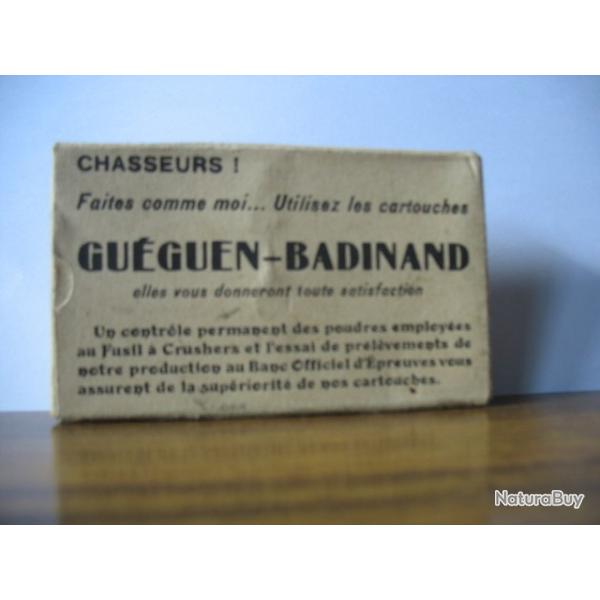 CHASSEURS !
Faites comme moi... Utilisez les cartouches
GUÉGUEN-BADINAND
elles vous donneront toute satisfaction
Un contrôle permanent des poudres employées
au Fusil à Crushers et l'essai de prélèvements de
notre production au Banc Officiel d'Épreuves vous
assurent de la supériorité de nos cartouches.
NaturaBuy